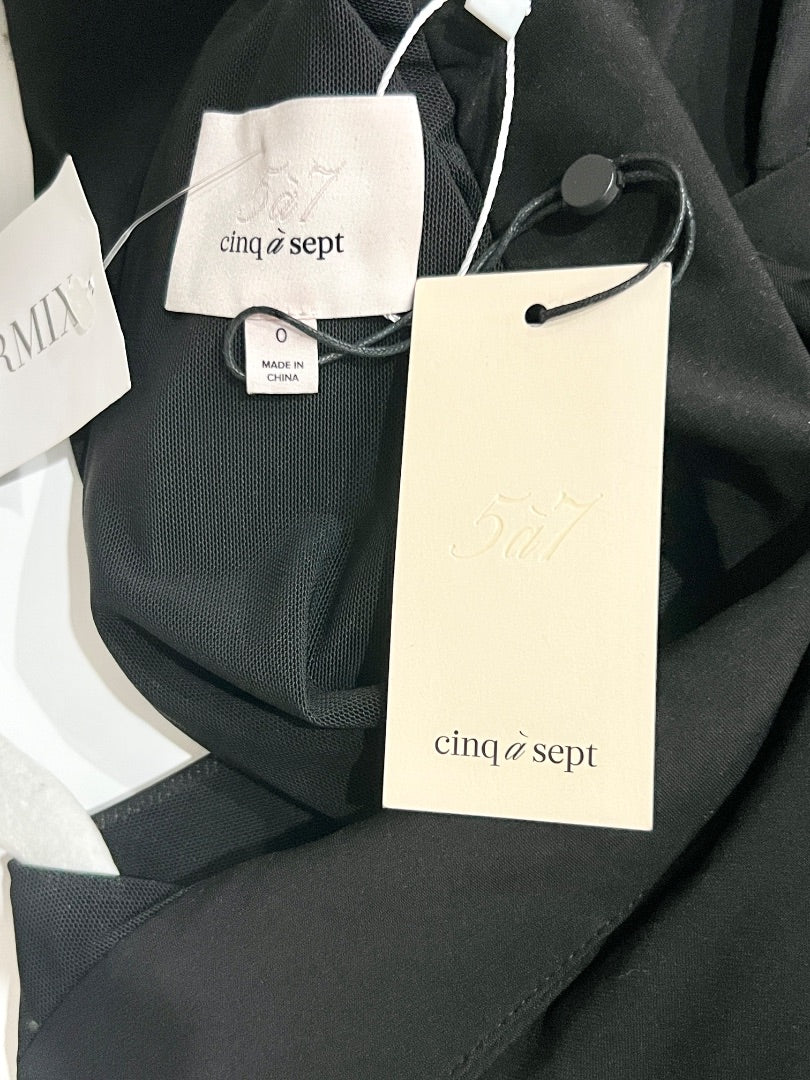 5à7
cinq à sept
0
MADE IN
CHINA
RMIX
5à7
cinq à sept